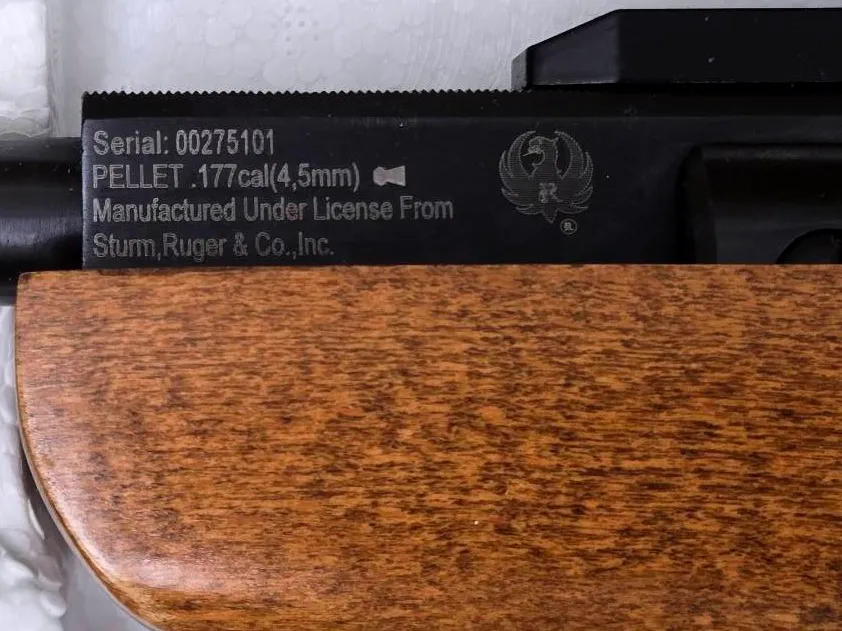 Serial: 00275101
PELLET .177cal(4,5mm)
Manufactured Under License From
Sturm,Ruger & Co.,Inc.
R